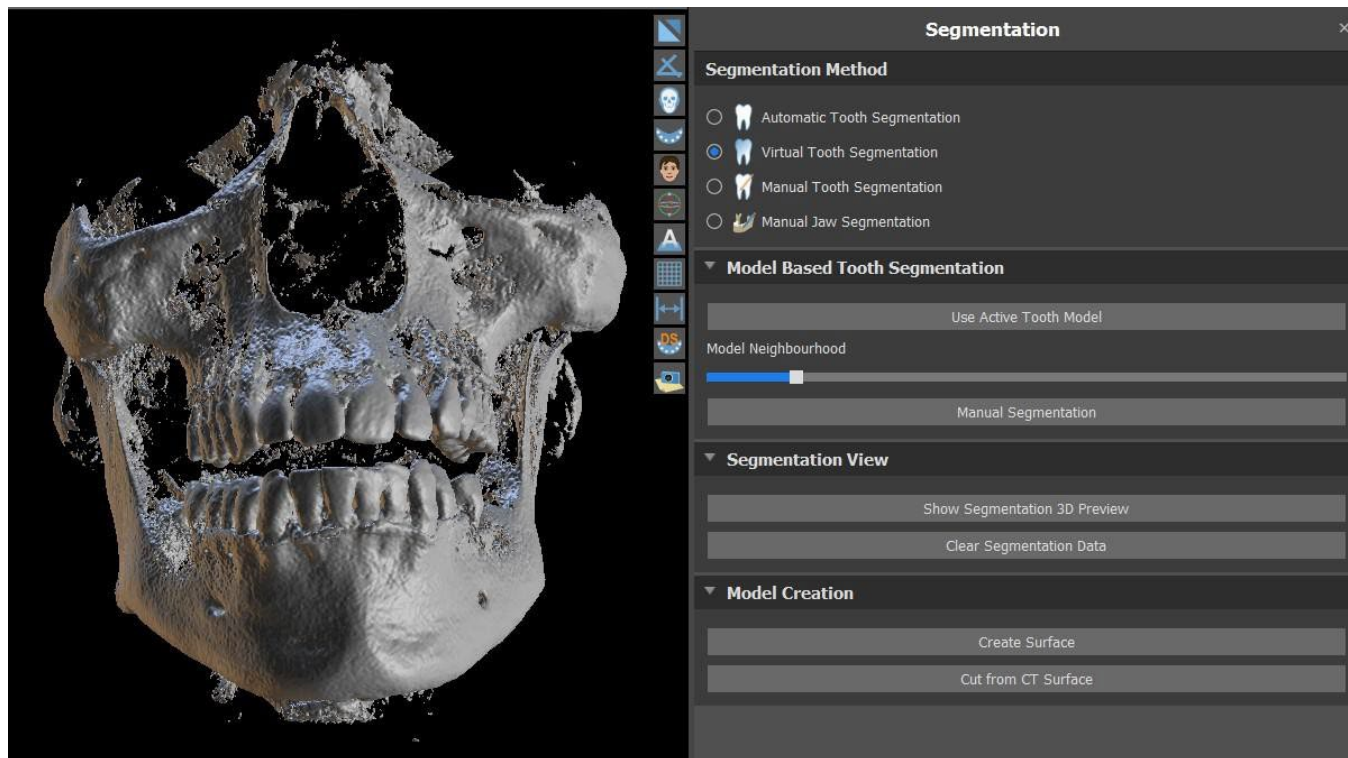 Segmentation
Segmentation Method
Automatic Tooth Segmentation
Virtual Tooth Segmentation
Manual Tooth Segmentation
Manual Jaw Segmentation
Model Based Tooth Segmentation
Use Active Tooth Model
Model Neighbourhood
Manual Segmentation
Segmentation View
Show Segmentation 3D Preview
Clear Segmentation Data
Model Creation
Create Surface
Cut from CT Surface
A
DS